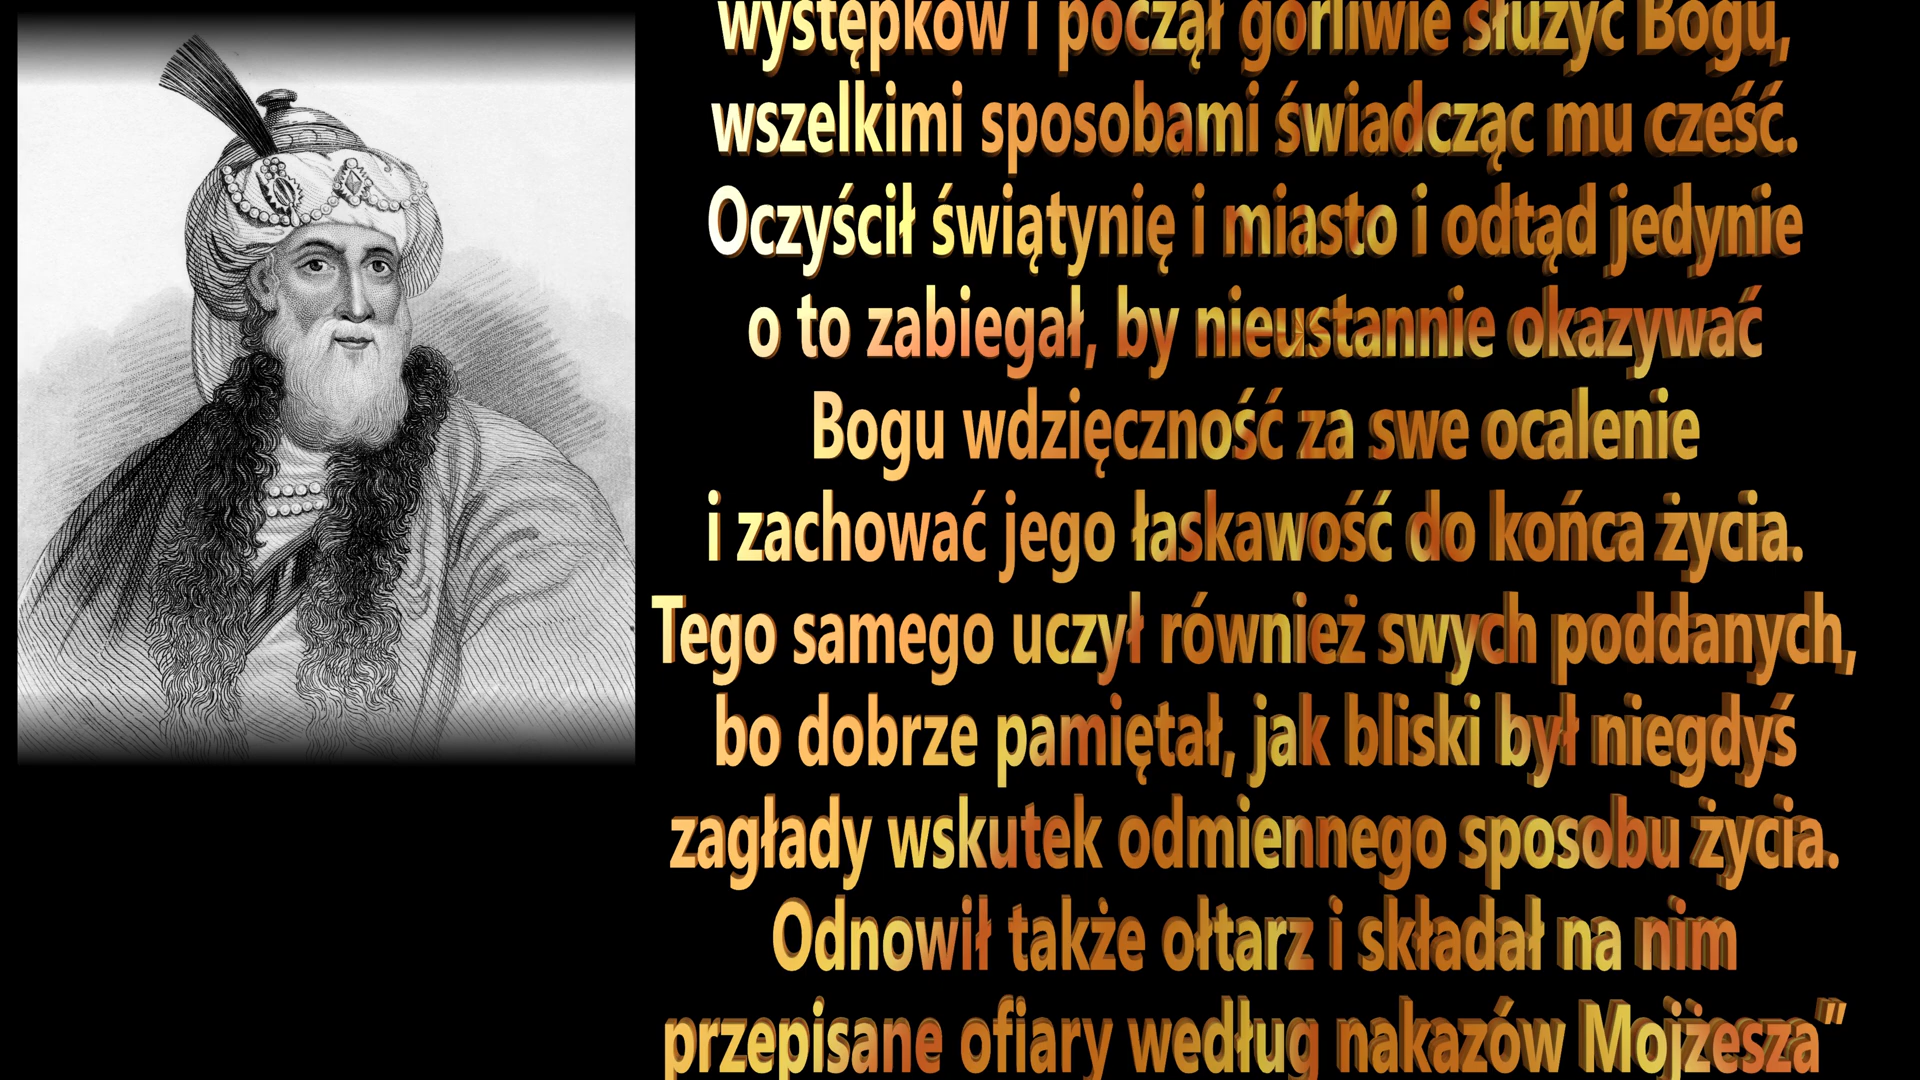 występków i począł gorliwie służyć Bogu,
wszelkimi sposobami świadcząc mu cześć.
Oczyścił świątynię i miasto i odtąd jedynie
o to zabiegał, by nieustannie okazywać
Bogu wdzięczność za swe ocalenie
i zachować jego łaskawość do końca życia.
Tego samego uczył również swych poddanych,
bo dobrze pamiętał, jak bliski był niegdyś
zagłady wskutek odmiennego sposobu życia.
Odnowił także ołtarz i składał na nim
przepisane ofiary według nakazów Mojżesza"